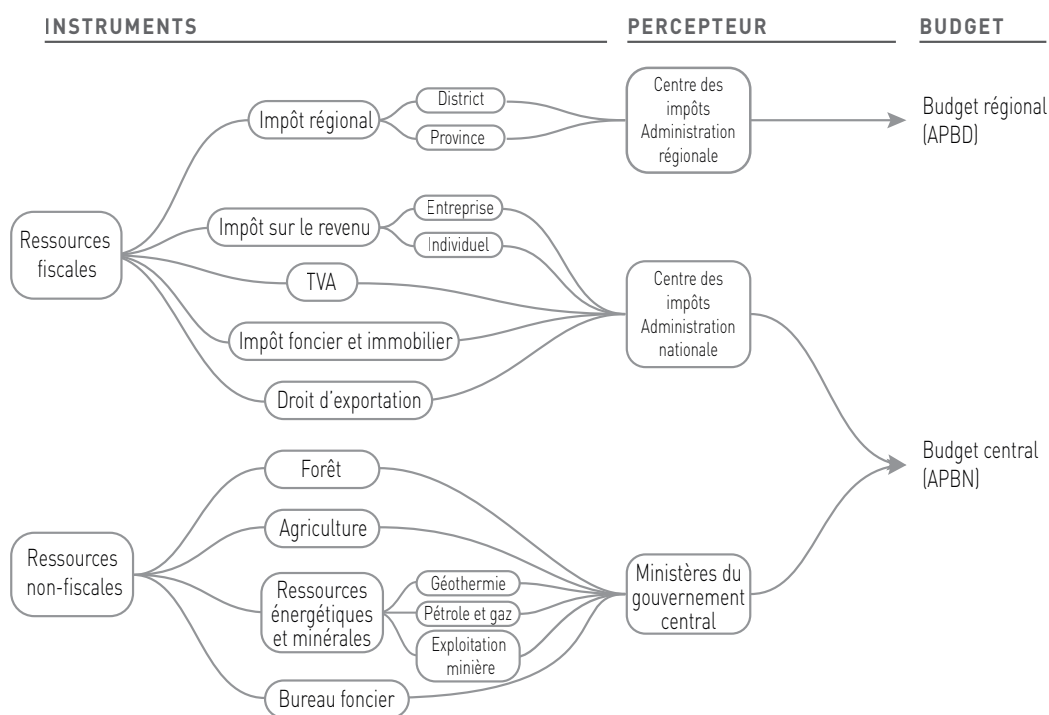 INSTRUMENTS
PERCEPTEUR
BUDGET
Ressources
fiscales
Impôt régional
District
Province
Impôt sur le revenu
Entreprise
Individuel
TVA
Impôt foncier et immobilier
Droit d'exportation
Centre des
impôts
Administration
régionale
Budget régional
(APBD)
Centre des
impôts
Administration
nationale
Ressources
non-fiscales
Forêt
Agriculture
Ressources
énergétiques
et minérales
Géothermie
Pétrole et gaz
Exploitation
minière
Bureau foncier
Ministères du
gouvernement
central
Budget central
(APBN)